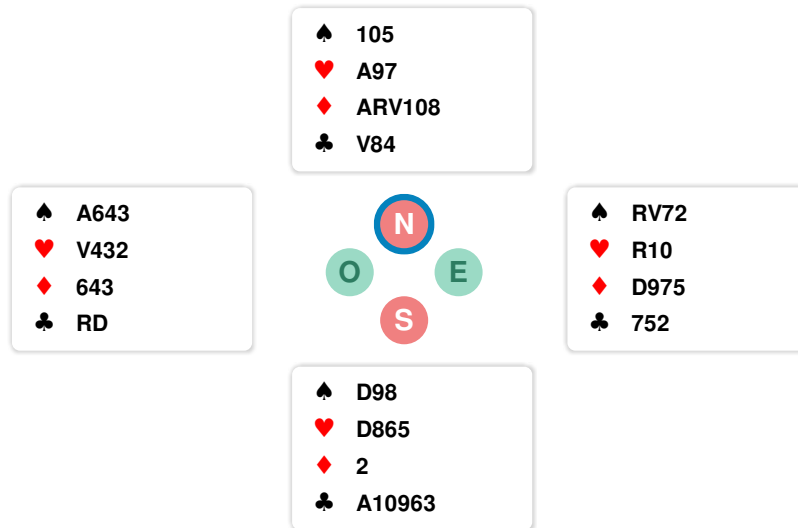 ♠ 105
♥ A97
♦ ARV108
♣ V84
♠ A643
♥ V432
♦ 643
♣ RD
N
O E
S
♠ RV72
♥ R10
♦ D975
♣ 752
♠ D98
♥ D865
♦ 2
♣ A10963